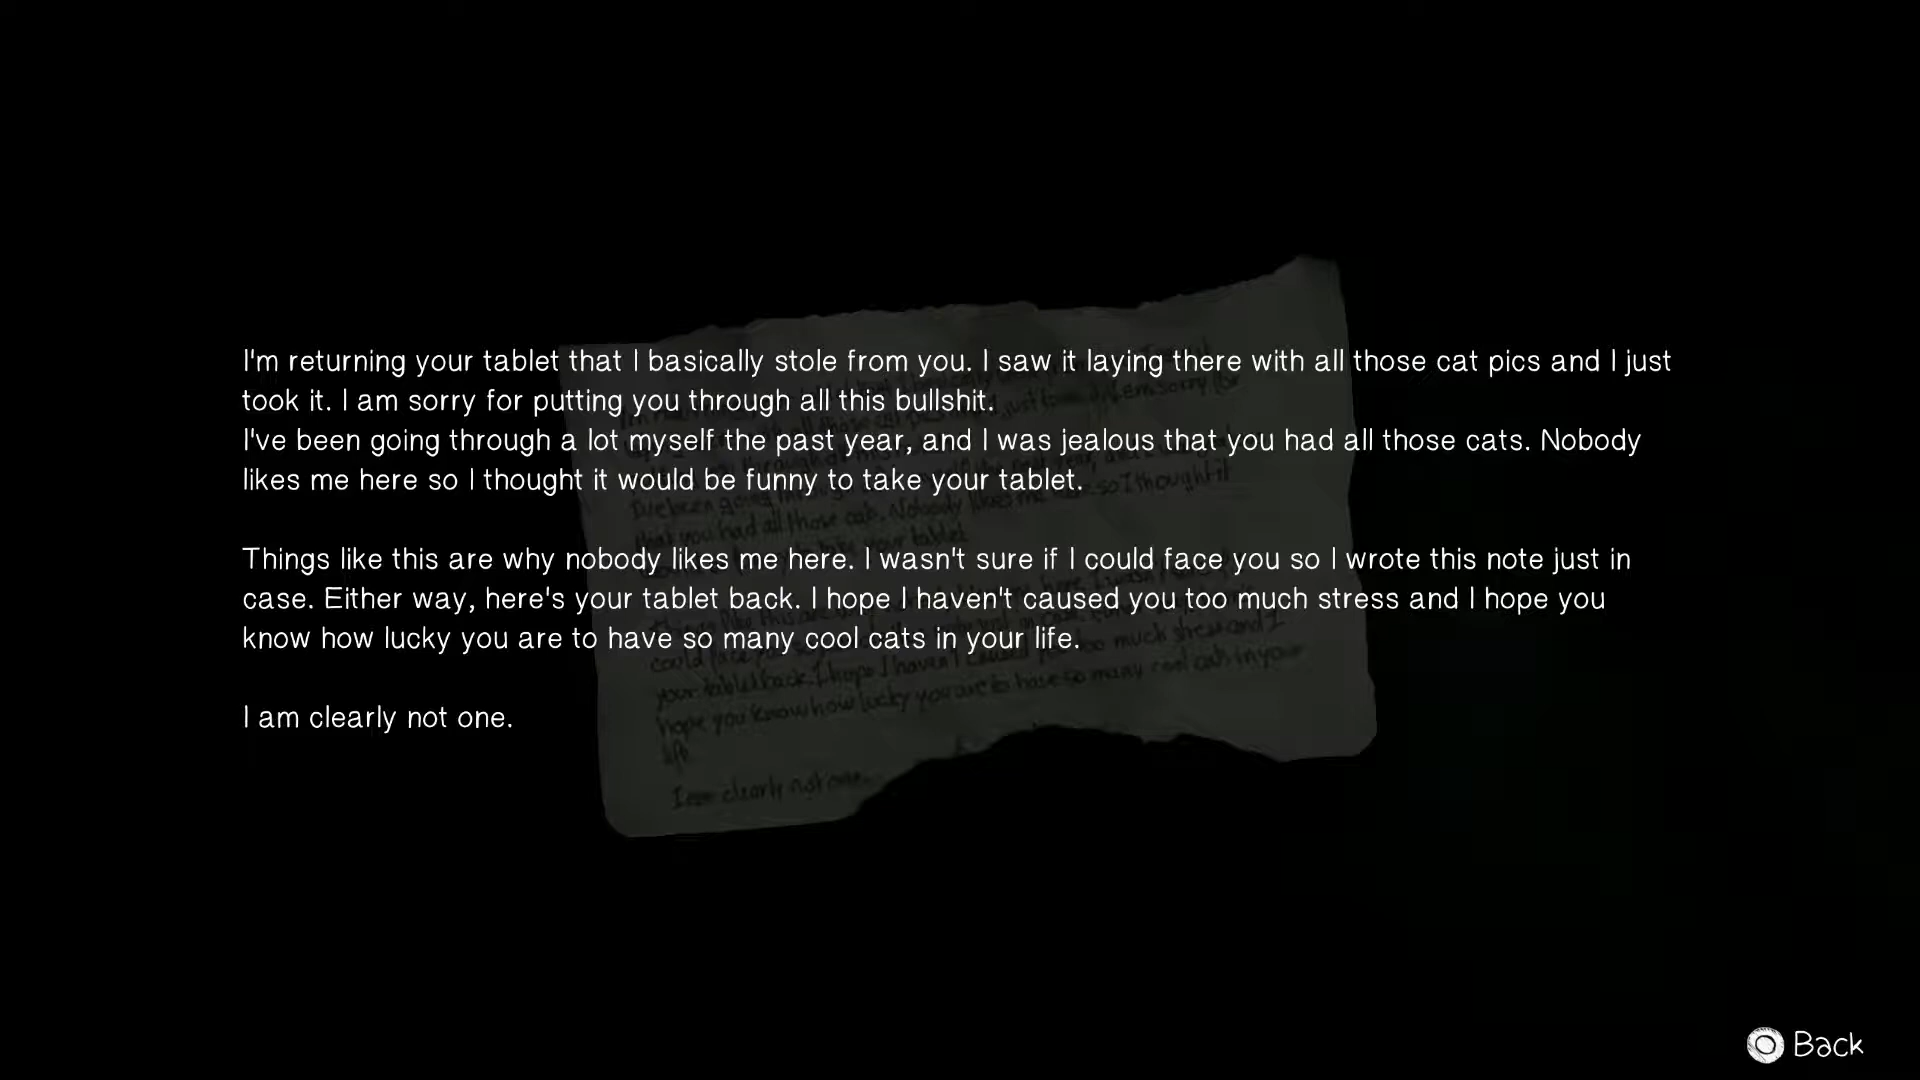 I'm returning your tablet that I basically stole from you. I saw it laying there with all those cat pics and I just
took it. I am sorry for putting you through all this bullshit.
I've been going through a lot myself the past year, and I was jealous that you had all those cats. Nobody
likes me here so I thought it would be funny to take your tablet.
Things like this are why nobody likes me here. I wasn't sure if I could face you so I wrote this note just in
case. Either way, here's your tablet back. I hope I haven't caused you too much stress and I hope you
know how lucky you are to have so many cool cats in your life.
I am clearly not one.
Back